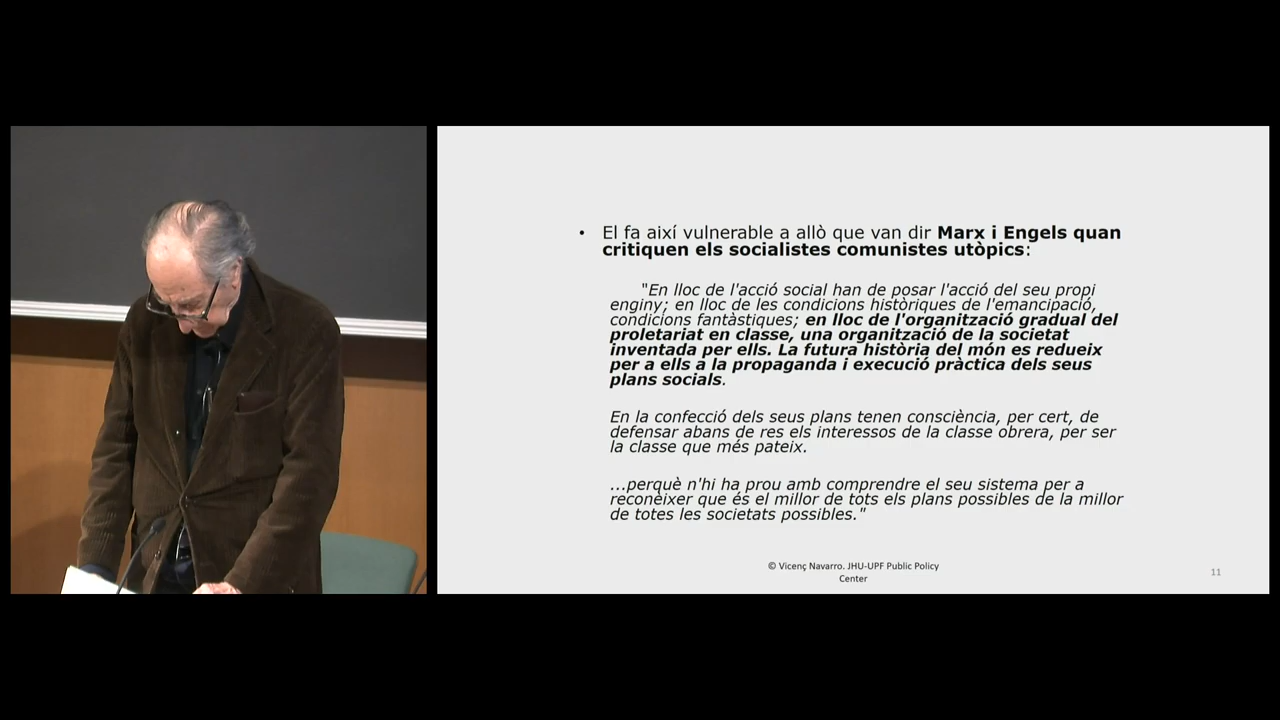 • El fa així vulnerable a allò que van dir Marx i Engels quan
critiquen els socialistes comunistes utòpics:
"En lloc de l'acció social han de posar l'acció del seu propi
enginy; en lloc de les condicions històriques de l'emancipació,
condicions fantàstiques; en lloc de l'organització gradual del
proletariat en classe, una organització de la societat
inventada per ells. La futura història del món es redueix
per a ells a la propaganda i execució pràctica dels seus
plans socials.
En la confecció dels seus plans tenen consciència, per cert, de
defensar abans de res els interessos de la classe obrera, per ser
la classe que més pateix.
...perquè n'hi ha prou amb comprendre el seu sistema per a
reconèixer que és el millor de tots els plans possibles de la millor
de totes les societats possibles."
© Vicenç Navarro. JHU-UPF Public Policy
Center
11